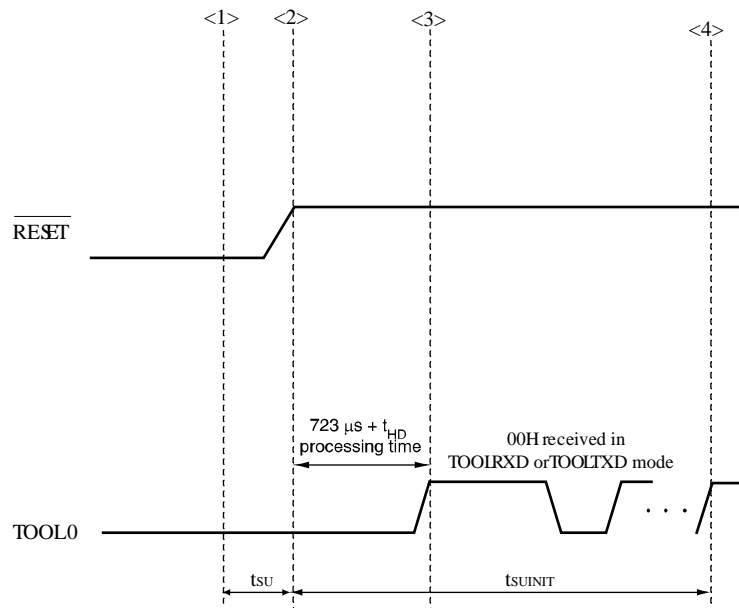 <1> <2> <3> <4>
RESET
723 µs + tHD
processing time
00H received in
TOOLRXD or TOOLTXD mode
TOOL0
. . .
tSU
tSUINIT